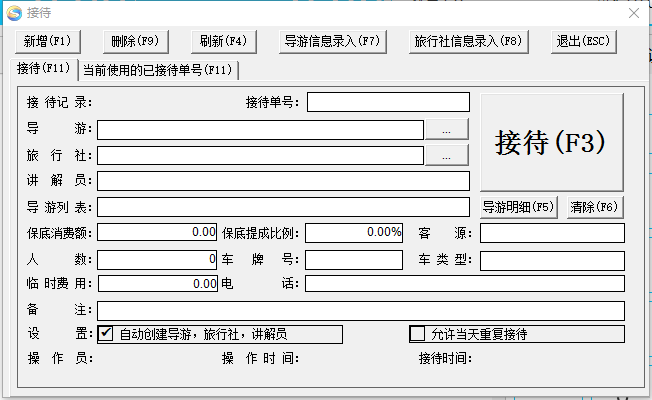 接待
新增(F1) 删除(F9) 刷新(F4) 导游信息录入(F7) 旅行社信息录入(F8) 退出(ESC)
接待(F11) 当前使用的已接待单号(F11)
接 待记 录: 接待单号:
接待(F3)
导 游: ...
旅 行 社: ...
讲 解 员:
导 游列 表: 导游明细(F5) 清除(F6)
保底消费额: 0.00 保底提成比例: 0.00% 客 源:
人 数: 0 车 牌 号: 车 类 型:
临 时费 用: 0.00 电 话:
备 注:
设 置: 自动创建导游，旅行社，讲解员 允许当天重复接待
操 作 员: 操 作 时 间: 接待时间: